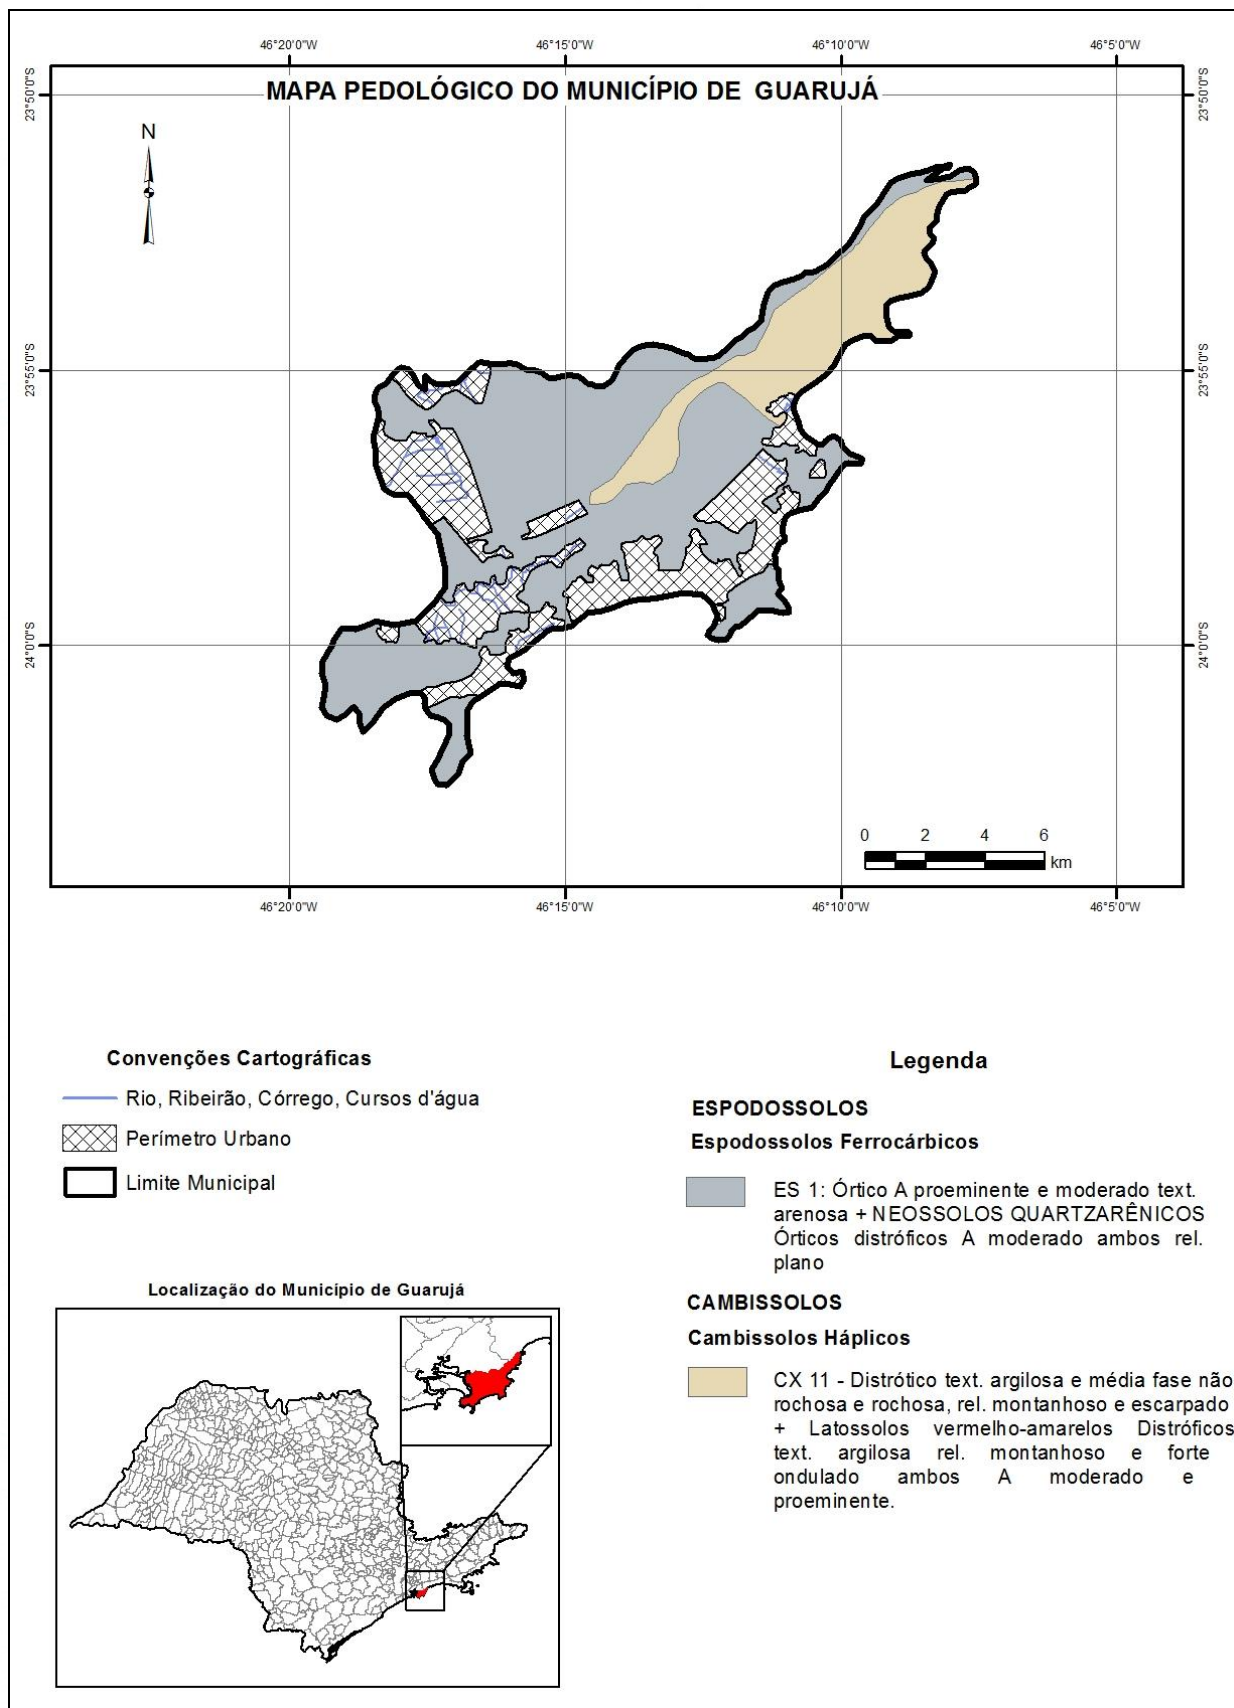 46°20'0"W 46°15'0"W 46°10'0"W 46°5'0"W
MAPA PEDOLÓGICO DO MUNICÍPIO DE GUARUJÁ
23°50'0"S 23°50'0"S
N
23°55'0"S 23°55'0"S
24°0'0"S 24°0'0"S
0 2 4 6
km
46°20'0"W 46°15'0"W 46°10'0"W 46°5'0"W
Convenções Cartográficas
Rio, Ribeirão, Córrego, Cursos d'água
Perímetro Urbano
Limite Municipal
Legenda
ESPODOSSOLOS
Espodossolos Ferrocárbicos
ES 1: Órtico A proeminente e moderado text.
arenosa + NEOSSOLOS QUARTZARÊNICOS
Órticos distróficos A moderado ambos rel.
plano
CAMBISSOLOS
Cambissolos Háplicos
CX 11 - Distrótico text. argilosa e média fase não
rochosa e rochosa, rel. montanhoso e escarpado
+ Latossolos vermelho-amarelos Distróficos
text. argilosa rel. montanhoso e forte
ondulado ambos A moderado e
proeminente.
Localização do Município de Guarujá